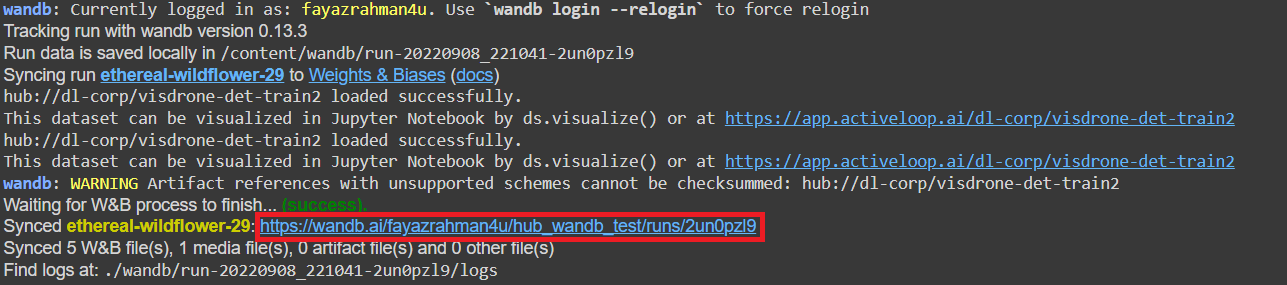 wandb: Currently logged in as: fayazrahman4u. Use `wandb login --relogin` to force relogin
Tracking run with wandb version 0.13.3
Run data is saved locally in /content/wandb/run-20220908_221041-2un0pzl9
Syncing run ethereal-wildflower-29 to Weights & Biases (docs)
hub://dl-corp/visdrone-det-train2 loaded successfully.
This dataset can be visualized in Jupyter Notebook by ds.visualize() or at https://app.activeloop.ai/dl-corp/visdrone-det-train2
hub://dl-corp/visdrone-det-train2 loaded successfully.
This dataset can be visualized in Jupyter Notebook by ds.visualize() or at https://app.activeloop.ai/dl-corp/visdrone-det-train2
wandb: WARNING Artifact references with unsupported schemes cannot be checksummed: hub://dl-corp/visdrone-det-train2
Waiting for W&B process to finish... (success).
Synced ethereal-wildflower-29: https://wandb.ai/fayazrahman4u/hub_wandb_test/runs/2un0pzl9
Synced 5 W&B file(s), 1 media file(s), 0 artifact file(s) and 0 other file(s)
Find logs at: ./wandb/run-20220908_221041-2un0pzl9/logs